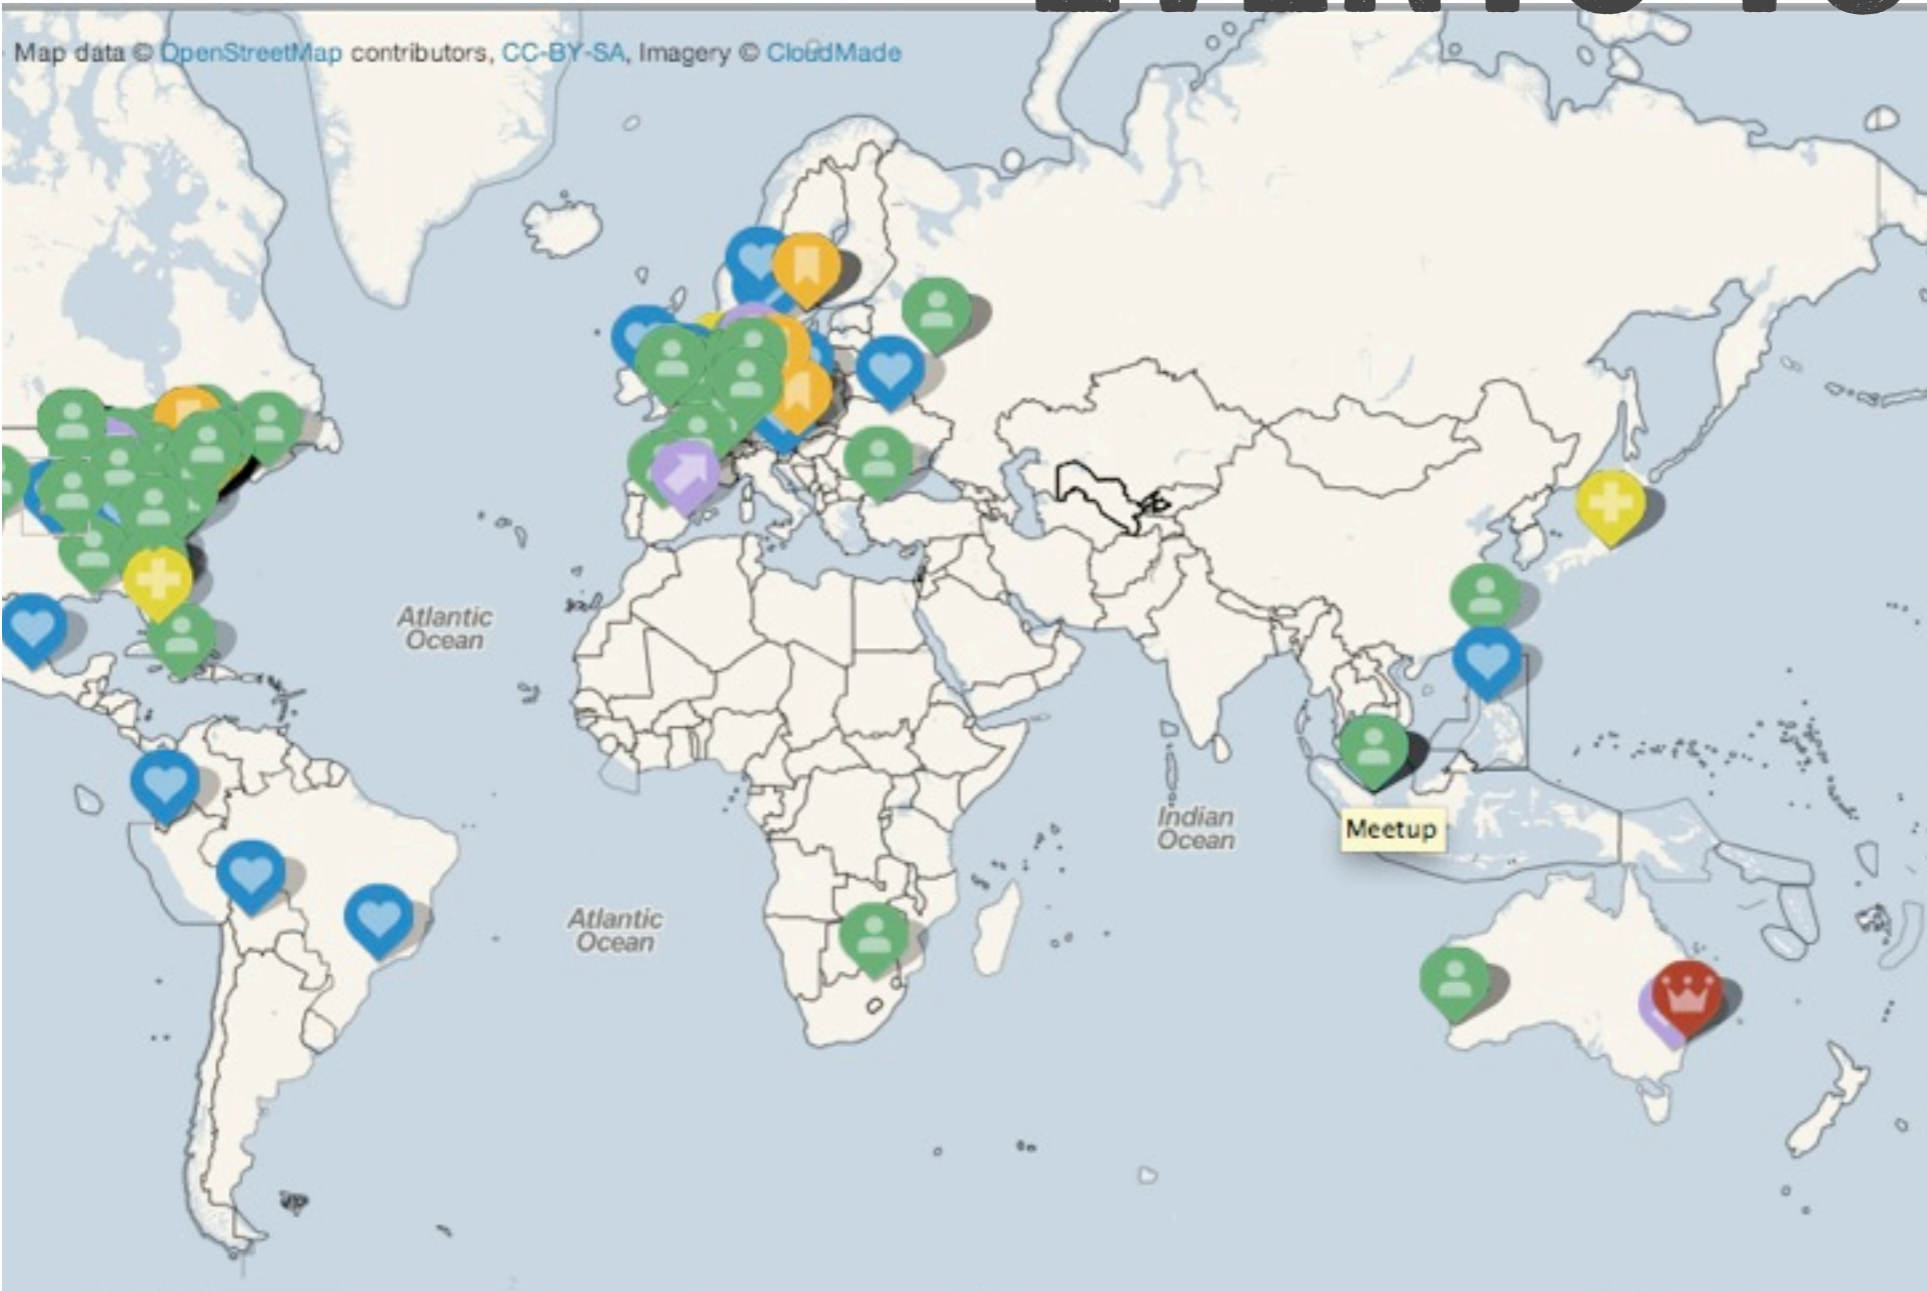 Map data © OpenStreetMap contributors, CC-BY-SA, Imagery © CloudMade
Atlantic
Ocean
Meetup
Indian
Ocean
Atlantic
Ocean